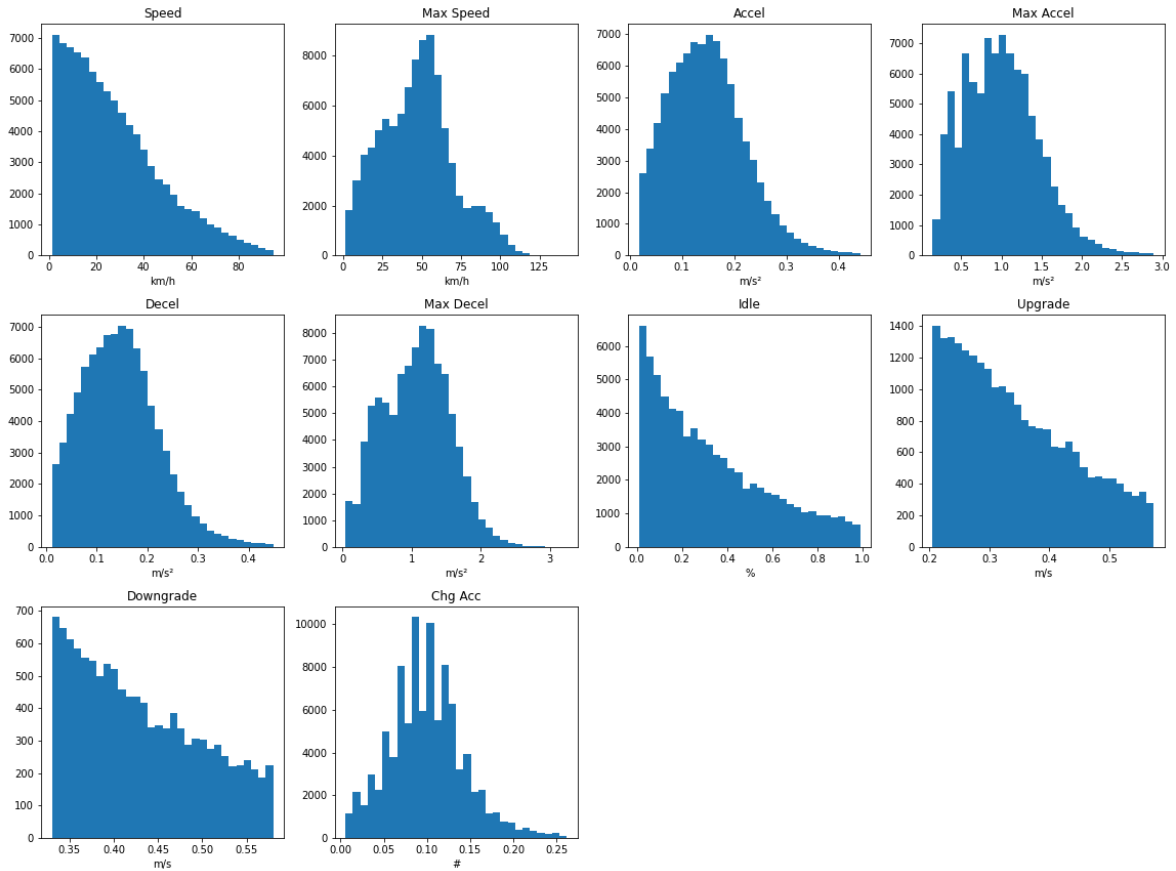 Speed
7000
6000
5000
4000
3000
2000
1000
0
0 20 40 60 80
km/h
Max Speed
8000
6000
4000
2000
0
0 25 50 75 100 125
km/h
Accel
7000
6000
5000
4000
3000
2000
1000
0
0.0 0.1 0.2 0.3 0.4
m/s²
Max Accel
7000
6000
5000
4000
3000
2000
1000
0
0.5 1.0 1.5 2.0 2.5 3.0
m/s²
Decel
7000
6000
5000
4000
3000
2000
1000
0
0.0 0.1 0.2 0.3 0.4
m/s²
Max Decel
8000
7000
6000
5000
4000
3000
2000
1000
0
0 1 2 3
m/s²
Idle
6000
5000
4000
3000
2000
1000
0
0.0 0.2 0.4 0.6 0.8 1.0
%
Upgrade
1400
1200
1000
800
600
400
200
0
0.2 0.3 0.4 0.5
m/s
Downgrade
700
600
500
400
300
200
100
0
0.35 0.40 0.45 0.50 0.55
m/s
Chg Acc
10000
8000
6000
4000
2000
0
0.00 0.05 0.10 0.15 0.20 0.25
#